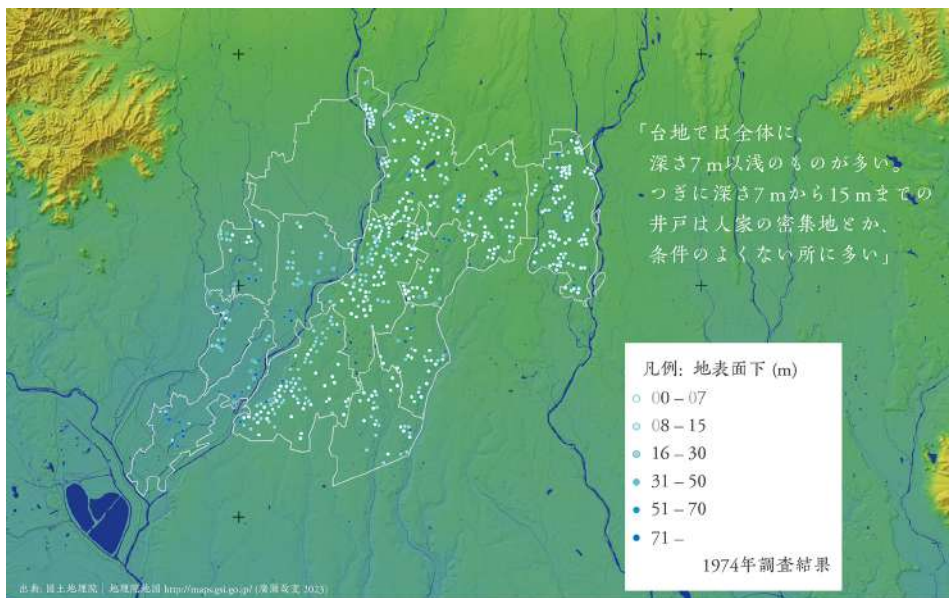 「台地では全体に、
深さ7 m以浅のものが多い。
つぎに深さ7 mから15 mまでの
井戸は人家の密集地とか、
条件のよくない所に多い」
凡例: 地表面下 (m)
00 – 07
08 – 15
16 – 30
31 – 50
51 – 70
71 –
1974年調査結果
出典: 国土地理院 | 地理院地図 http://maps.gsi.go.jp/ (廣瀬改変 2023)